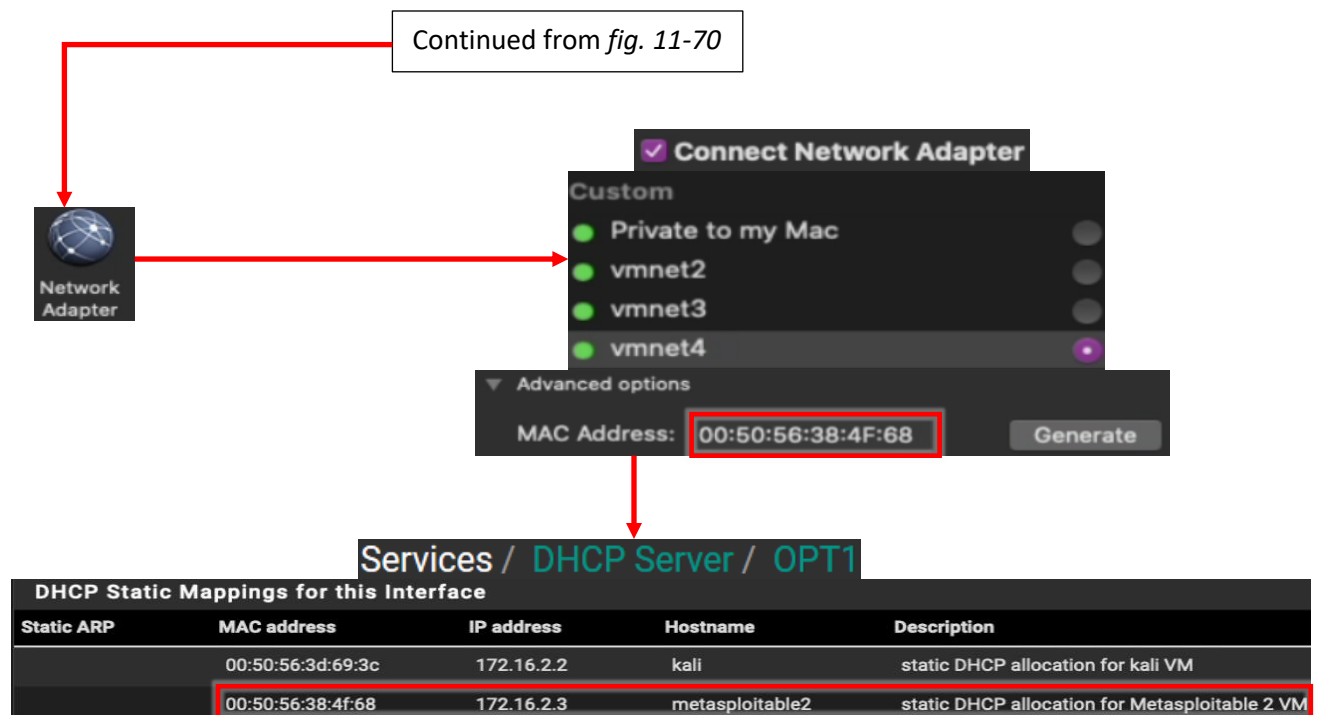 Continued from fig. 11-70
Connect Network Adapter
Custom
Private to my Mac
vmnet2
vmnet3
vmnet4
Network
Adapter
Advanced options
MAC Address: 00:50:56:38:4F:68 Generate
Services / DHCP Server / OPT1
DHCP Static Mappings for this Interface
Static ARP MAC address IP address Hostname Description
00:50:56:3d:69:3c 172.16.2.2 kali static DHCP allocation for kali VM
00:50:56:38:4f:68 172.16.2.3 metasploitable2 static DHCP allocation for Metasploitable 2 VM